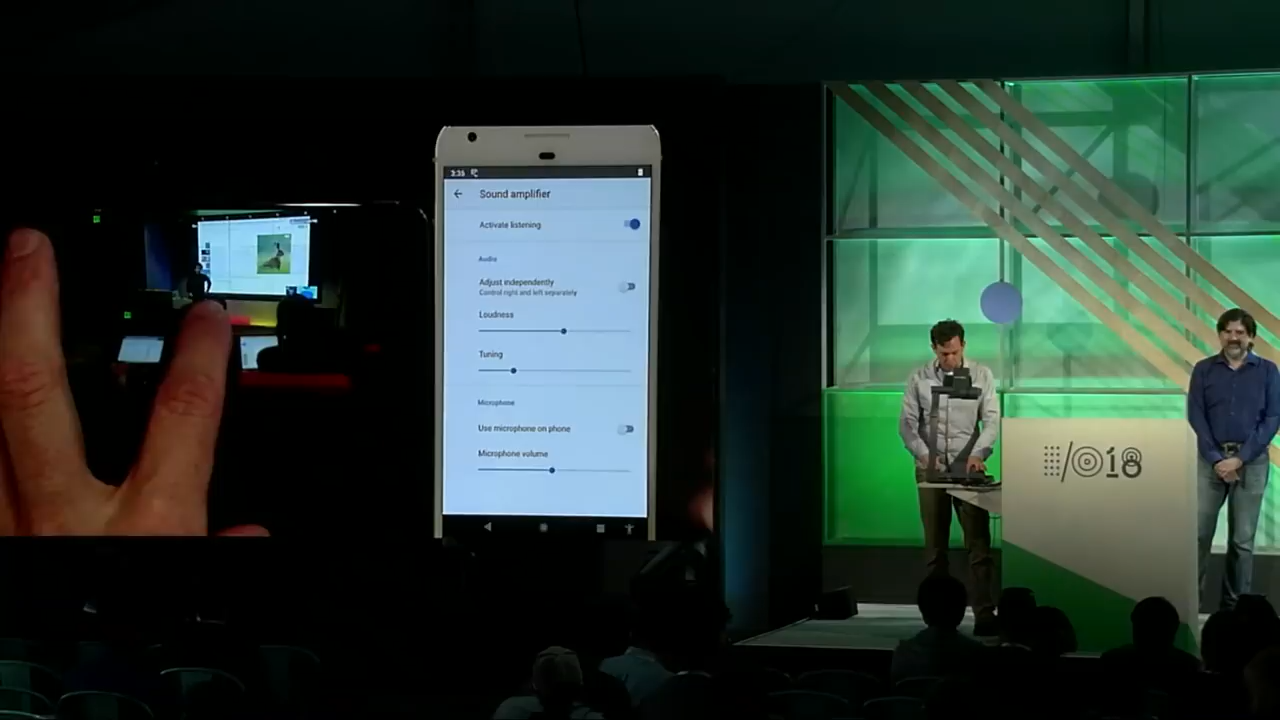 3:35
Sound amplifier
Activate listening
Audio
Adjust independently
Control right and left separately
Loudness
Tuning
Microphone
Use microphone on phone
Microphone volume
I/O18